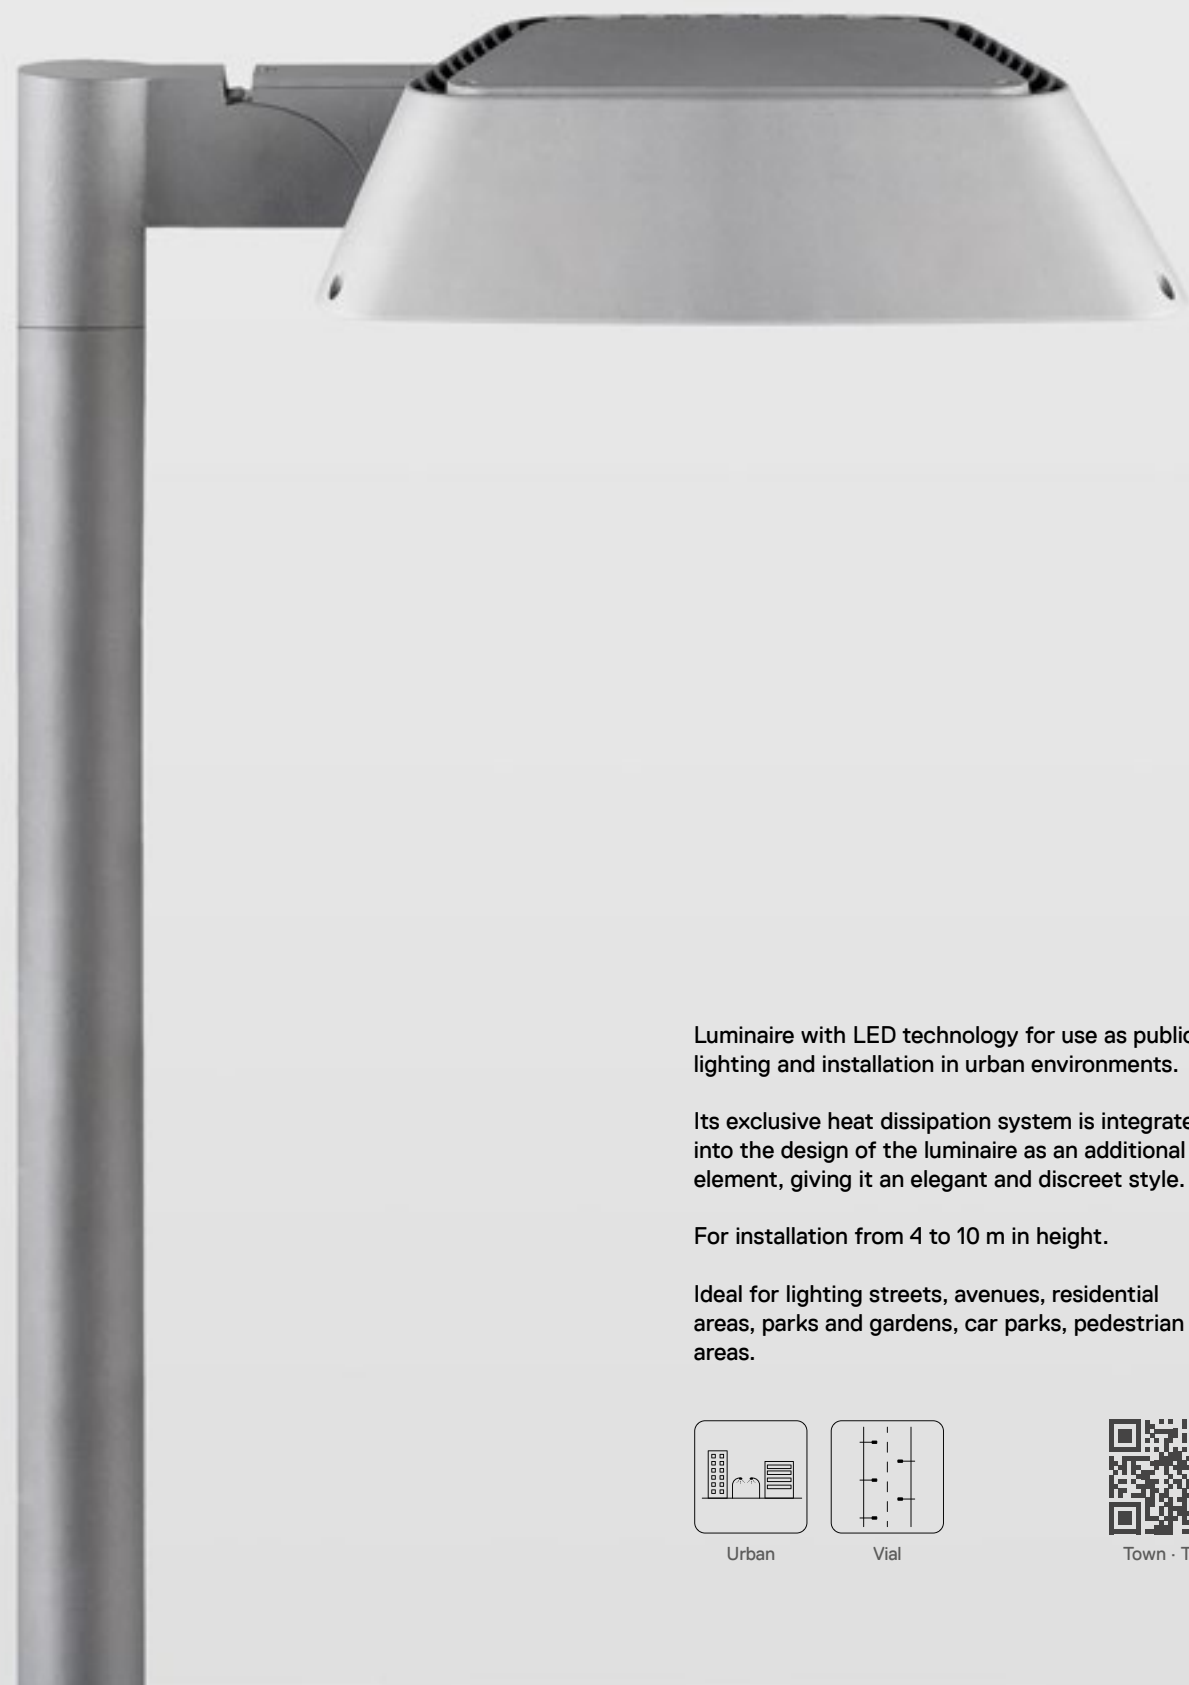 Luminaire with LED technology for use as public
lighting and installation in urban environments.
Its exclusive heat dissipation system is integrate
into the design of the luminaire as an additional
element, giving it an elegant and discreet style.
For installation from 4 to 10 m in height.
Ideal for lighting streets, avenues, residential
areas, parks and gardens, car parks, pedestrian
areas.
Urban
Vial
Town · T